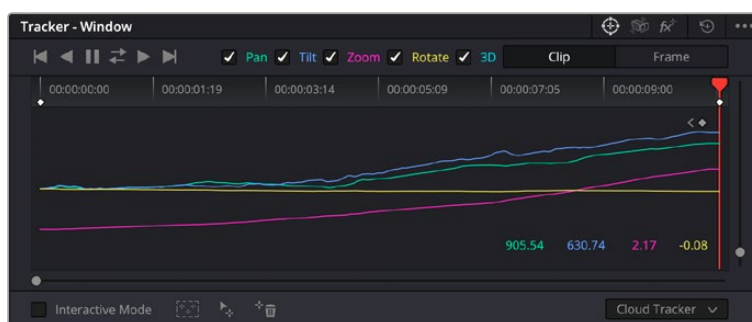 Tracker - Window
Pan Tilt Zoom Rotate 3D Clip Frame
00:00:00:00 00:00:01:19 00:00:03:14 00:00:05:09 00:00:07:05 00:00:09:00
905.54 630.74 2.17 -0.08
Interactive Mode Cloud Tracker